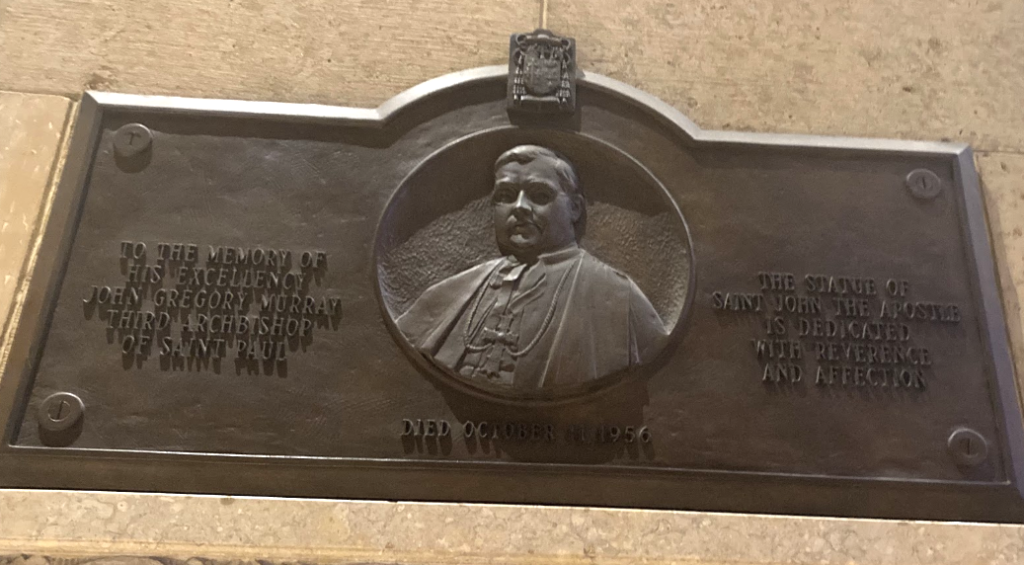 TO THE MEMORY OF
HIS EXCELLENCY
JOHN GREGORY MURRAY
THIRD ARCHBISHOP
OF SAINT PAUL
THE STATUE OF
SAINT JOHN THE APOSTLE
IS DEDICATED
WITH REVERENCE
AND AFFECTION
DIED OCTOBER 11, 1956